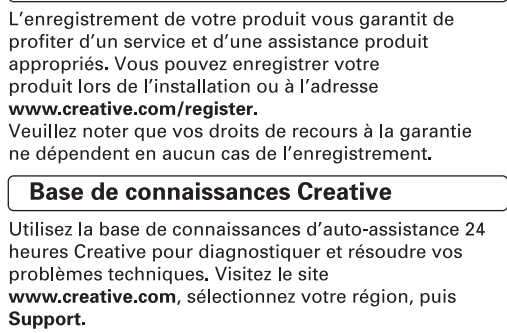 L’enregistrement de votre produit vous garantit de
profiter d’un service et d’une assistance produit
appropriés. Vous pouvez enregistrer votre
produit lors de l’installation ou à l’adresse
www.creative.com/register.
Veuillez noter que vos droits de recours à la garantie
ne dépendent en aucun cas de l’enregistrement.
Base de connaissances Creative
Utilisez la base de connaissances d’auto-assistance 24
heures Creative pour diagnostiquer et résoudre vos
problèmes techniques. Visitez le site
www.creative.com, sélectionnez votre région, puis
Support.